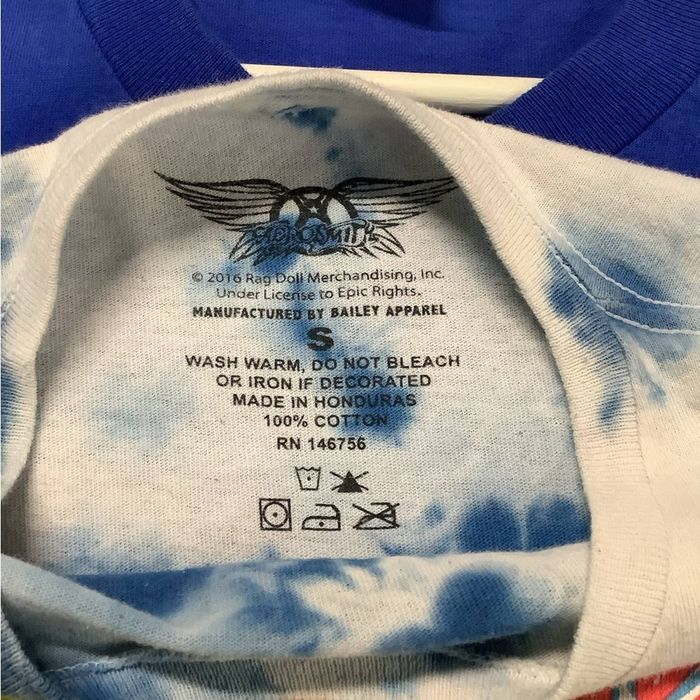 AEROSMITH
© 2016 Rag Doll Merchandising, Inc.
Under License to Epic Rights.
MANUFACTURED BY BAILEY APPAREL
S
WASH WARM, DO NOT BLEACH
OR IRON IF DECORATED
MADE IN HONDURAS
100% COTTON
RN 146756